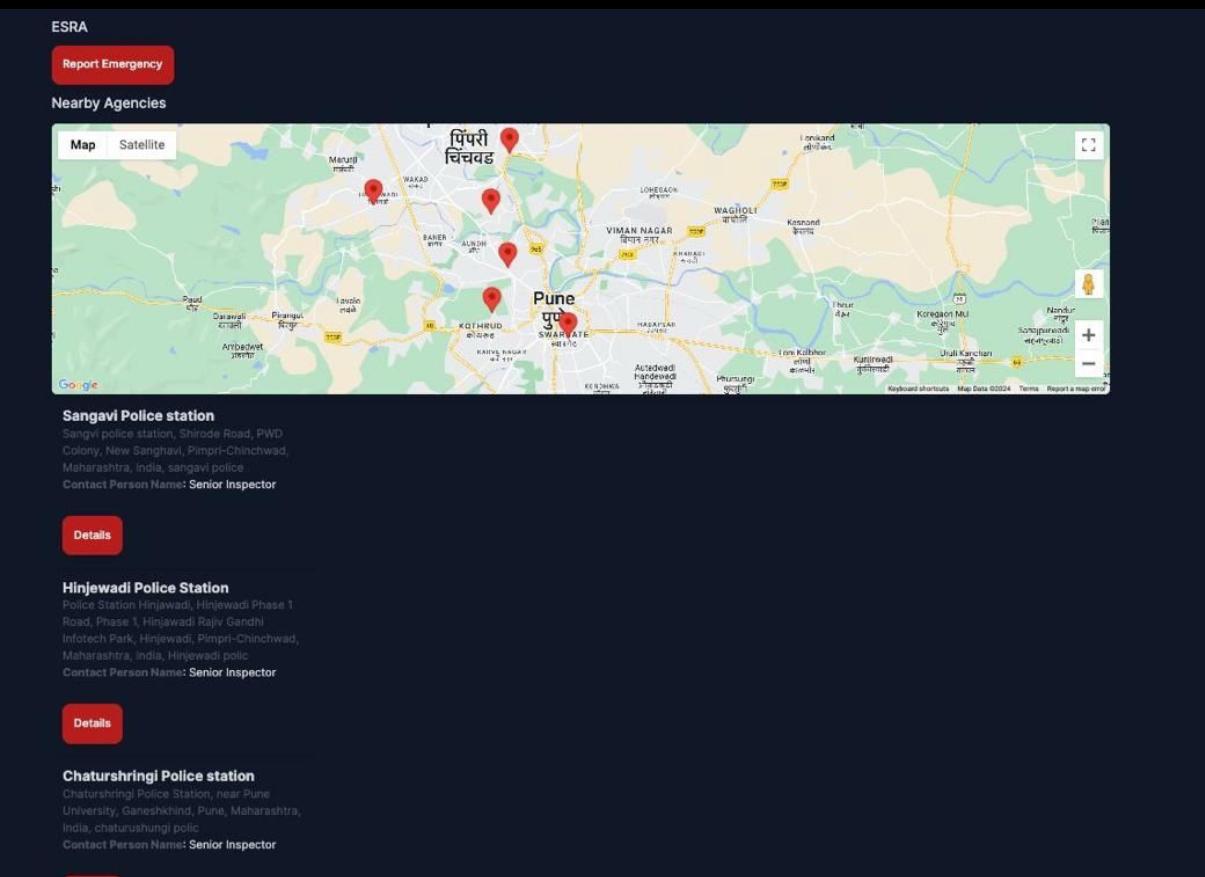 ESRA
Report Emergency
Nearby Agencies
Map Satellite
पिंपरी
चिंचवड
Marunji
Lonikand
WAKAD
LOHEGAON
WAGHOLI
वाघोली
Kesnand
VIMAN NAGAR
विमान नगर
BANER
AUNDH
KHARADI
Paud
Darawali
Pirangut
Lavale
Pune
पुणे
Theur
Koregaon Mul
KOTHRUD
कोथरूड
SWARGATE
HADAPSAR
Ambadwet
KARVE NAGAR
Loni Kalbhor
Kunjirwadi
Uruli Kanchan
Autadwadi
Handewadi
Phursungi
KONDHWA
Google
Keyboard shortcuts Map Data ©2024 Terms Report a map error
Sangavi Police station
Sangvi police station, Shirode Road, PWD
Colony, New Sanghavi, Pimpri-Chinchwad,
Maharashtra, India, sangavi police
Contact Person Name: Senior Inspector
Details
Hinjewadi Police Station
Police Station Hinjawadi, Hinjewadi Phase 1
Road, Phase 1, Hinjawadi Rajiv Gandhi
Infotech Park, Hinjewadi, Pimpri-Chinchwad,
Maharashtra, India, Hinjewadi polic
Contact Person Name: Senior Inspector
Details
Chaturshringi Police station
Chaturshringi Police Station, near Pune
University, Ganeshkhind, Pune, Maharashtra,
India, chaturushungi polic
Contact Person Name: Senior Inspector